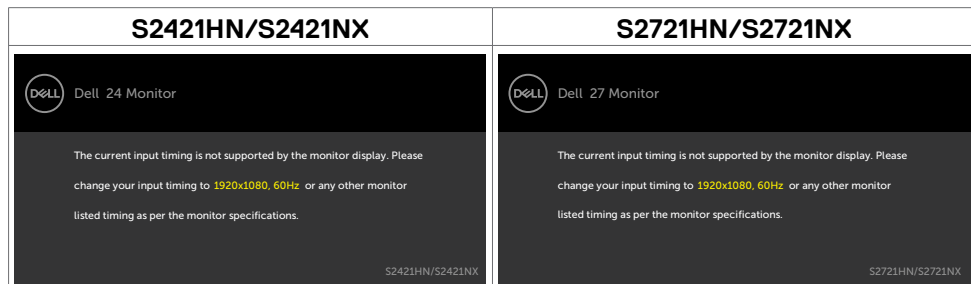 S2421HN/S2421NX
S2721HN/S2721NX
DELL
Dell 24 Monitor
The current input timing is not supported by the monitor display. Please
change your input timing to 1920x1080, 60Hz or any other monitor
listed timing as per the monitor specifications.
S2421HN/S2421NX
DELL
Dell 27 Monitor
The current input timing is not supported by the monitor display. Please
change your input timing to 1920x1080, 60Hz or any other monitor
listed timing as per the monitor specifications.
S2721HN/S2721NX